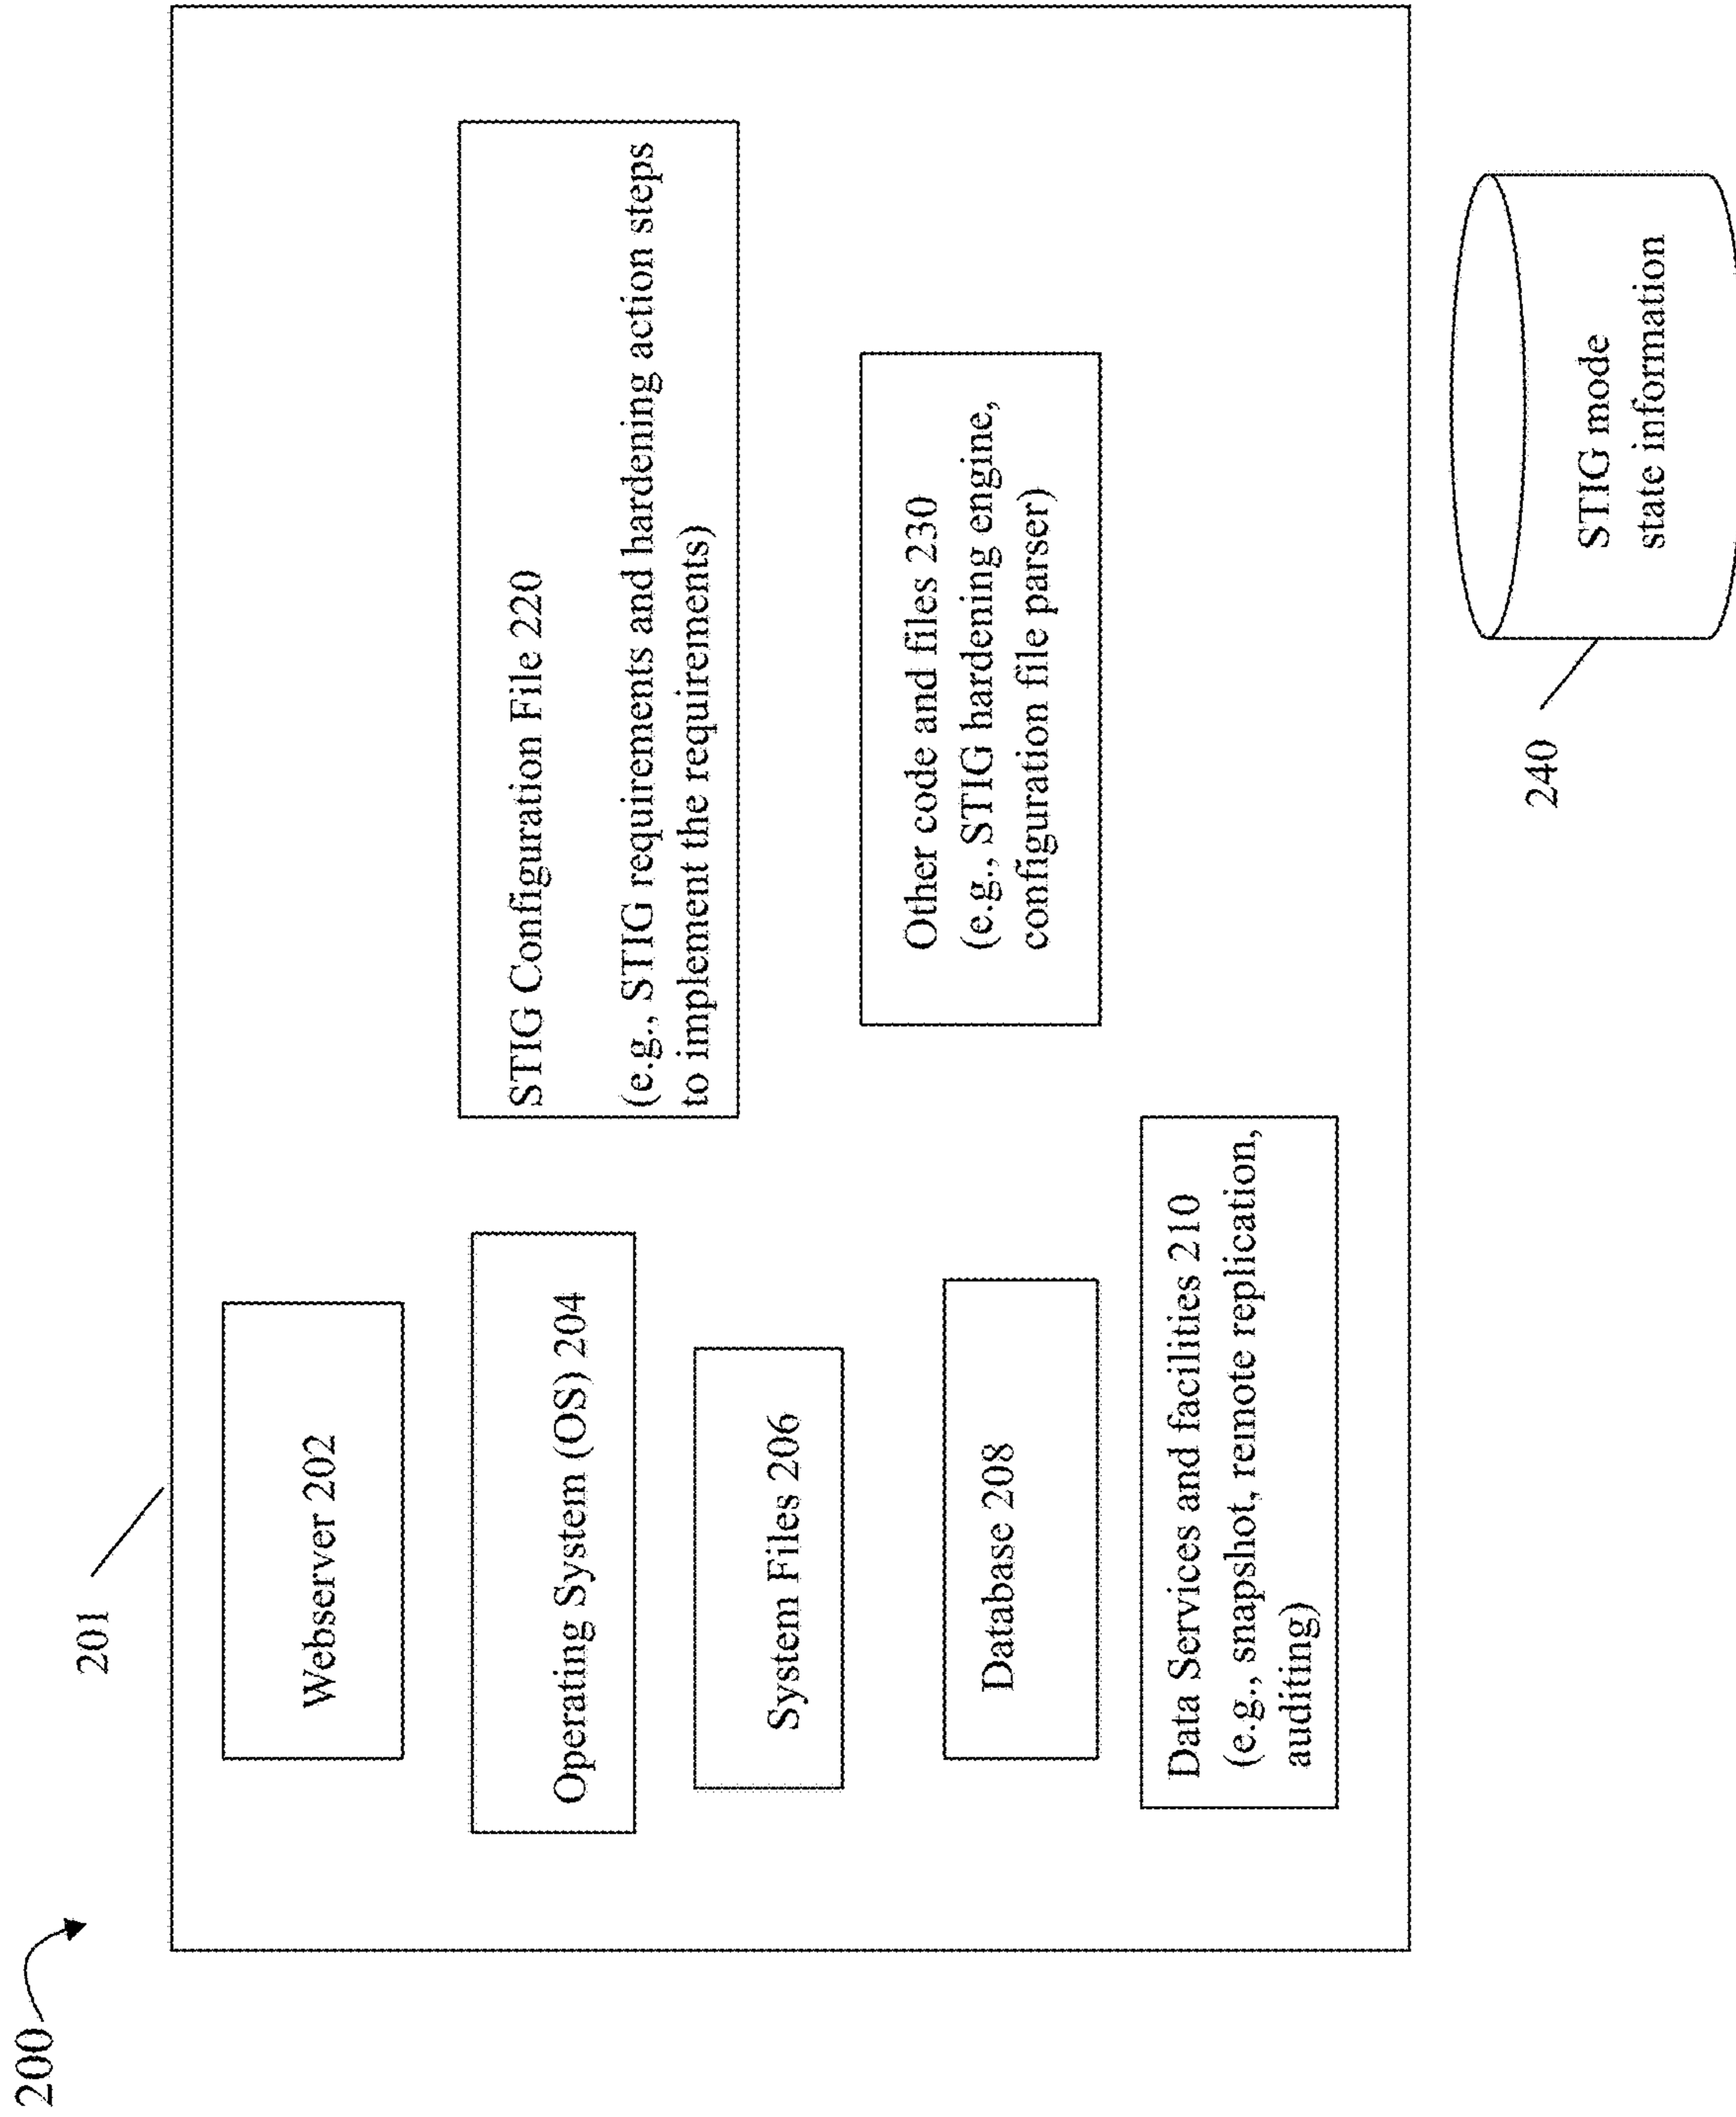 200
201
Webserver 202
Operating System (OS) 204
System Files 206
Database 208
Data Services and facilities 210
(e.g., snapshot, remote replication,
auditing)
STIG Configuration File 220
(e.g., STIG requirements and hardening action steps
to implement the requirements)
Other code and files 230
(e.g., STIG hardening engine,
configuration file parser)
240
STIG mode
state information